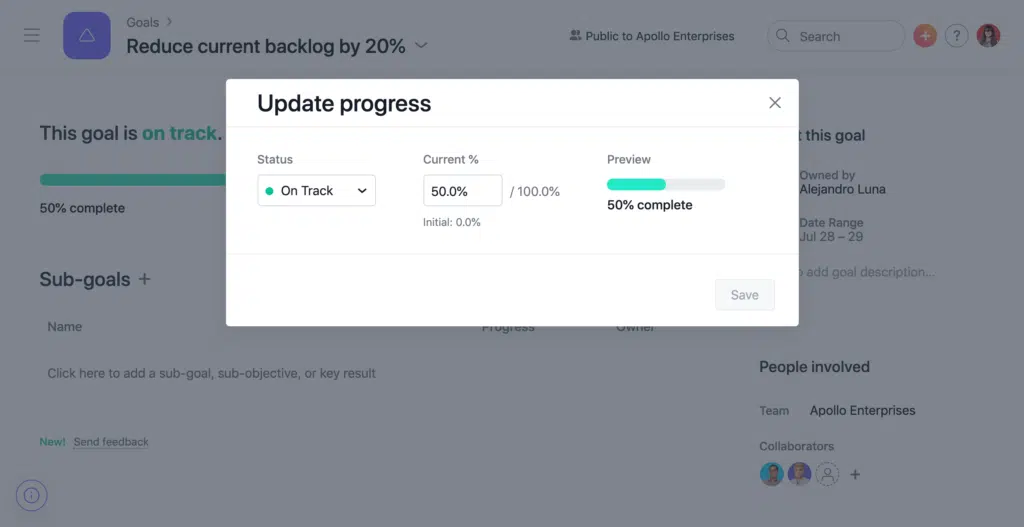 Goals
Reduce current backlog by 20%
Public to Apollo Enterprises
Search
?
Update progress
This goal is on track.
50% complete
Status
On Track
Current %
50.0%
/ 100.0%
Initial: 0.0%
Preview
50% complete
Save
t this goal
Owned by
Alejandro Luna
Date Range
Jul 28 – 29
add goal description...
Sub-goals +
Name
Progress
Owner
Click here to add a sub-goal, sub-objective, or key result
New! Send feedback
People involved
Team
Apollo Enterprises
Collaborators